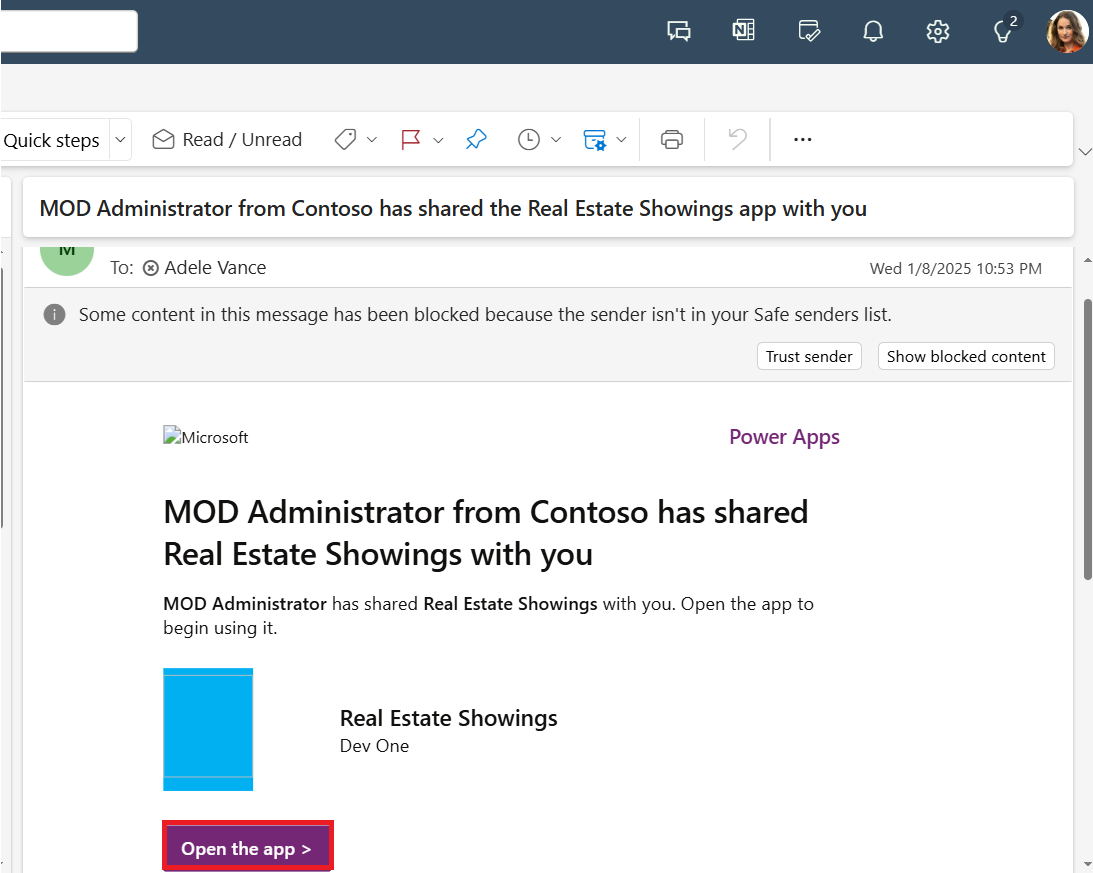 2
Quick steps
Read / Unread
MOD Administrator from Contoso has shared the Real Estate Showings app with you
M
To: Adele Vance
Wed 1/8/2025 10:53 PM
Some content in this message has been blocked because the sender isn't in your Safe senders list.
Trust sender
Show blocked content
Microsoft
Power Apps
MOD Administrator from Contoso has shared
Real Estate Showings with you
MOD Administrator has shared Real Estate Showings with you. Open the app to
begin using it.
Real Estate Showings
Dev One
Open the app >